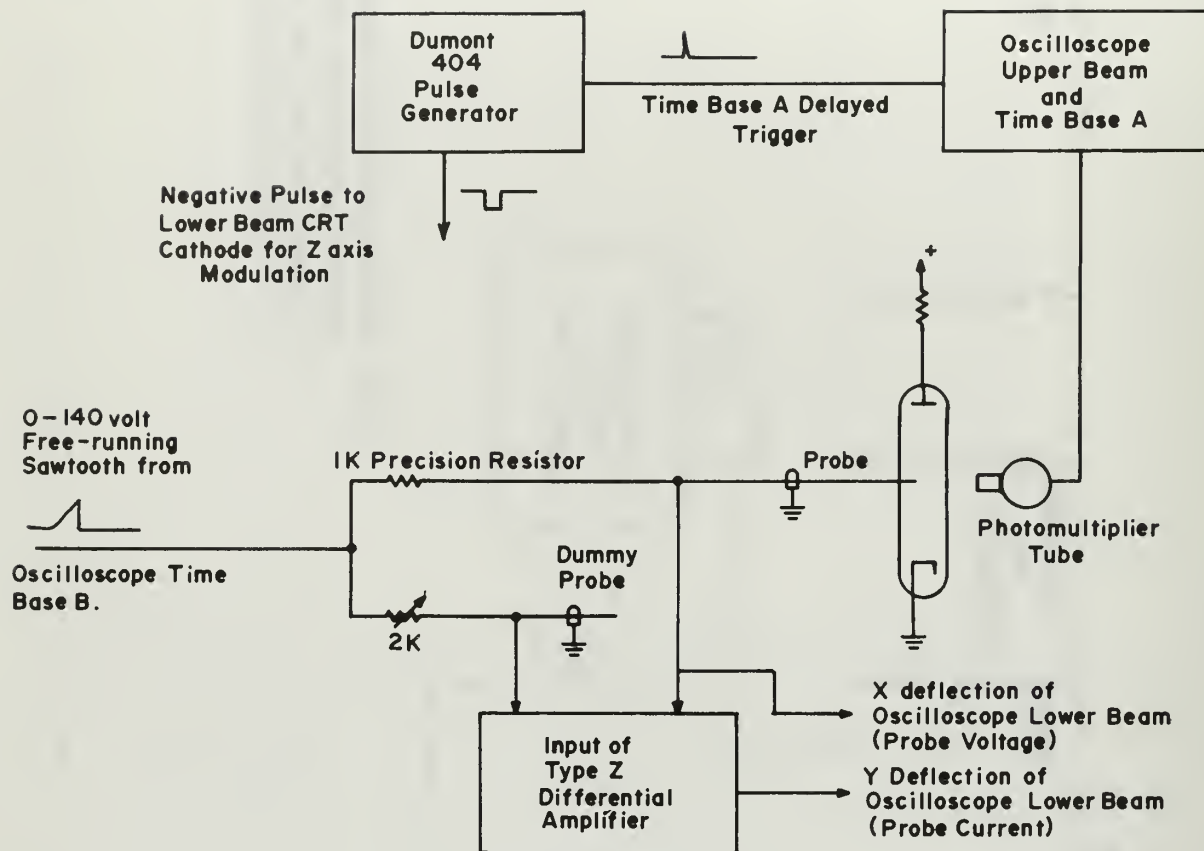 Dumont
404
Pulse
Generator
Time Base A Delayed
Trigger
Oscilloscope
Upper Beam
and
Time Base A
Negative Pulse to
Lower Beam CRT
Cathode for Z axis
Modulation
+
0-140 volt
Free-running
Sawtooth from
Oscilloscope Time
Base B.
1K Precision Resistor
Probe
Photomultiplier
Tube
Dummy
Probe
2K
Input of
Type Z
Differential
Amplifier
X deflection of
Oscilloscope Lower Beam
(Probe Voltage)
Y Deflection of
Oscilloscope Lower Beam
(Probe Current)